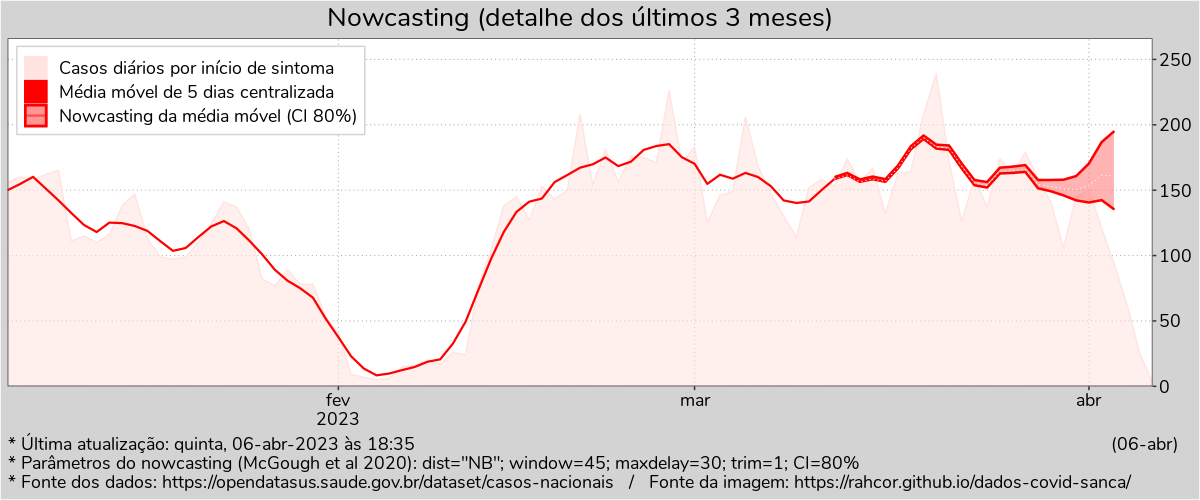 Nowcasting (detalhe dos últimos 3 meses)
Casos diários por início de sintoma
Média móvel de 5 dias centralizada
Nowcasting da média móvel (CI 80%)
250
200
150
100
50
0
fev
2023
mar
abr
* Última atualização: quinta, 06-abr-2023 às 18:35
(06-abr)
* Parâmetros do nowcasting (McGough et al 2020): dist="NB"; window=45; maxdelay=30; trim=1; CI=80%
* Fonte dos dados: https://opendatasus.saude.gov.br/dataset/casos-nacionais / Fonte da imagem: https://rahcor.github.io/dados-covid-sanca/